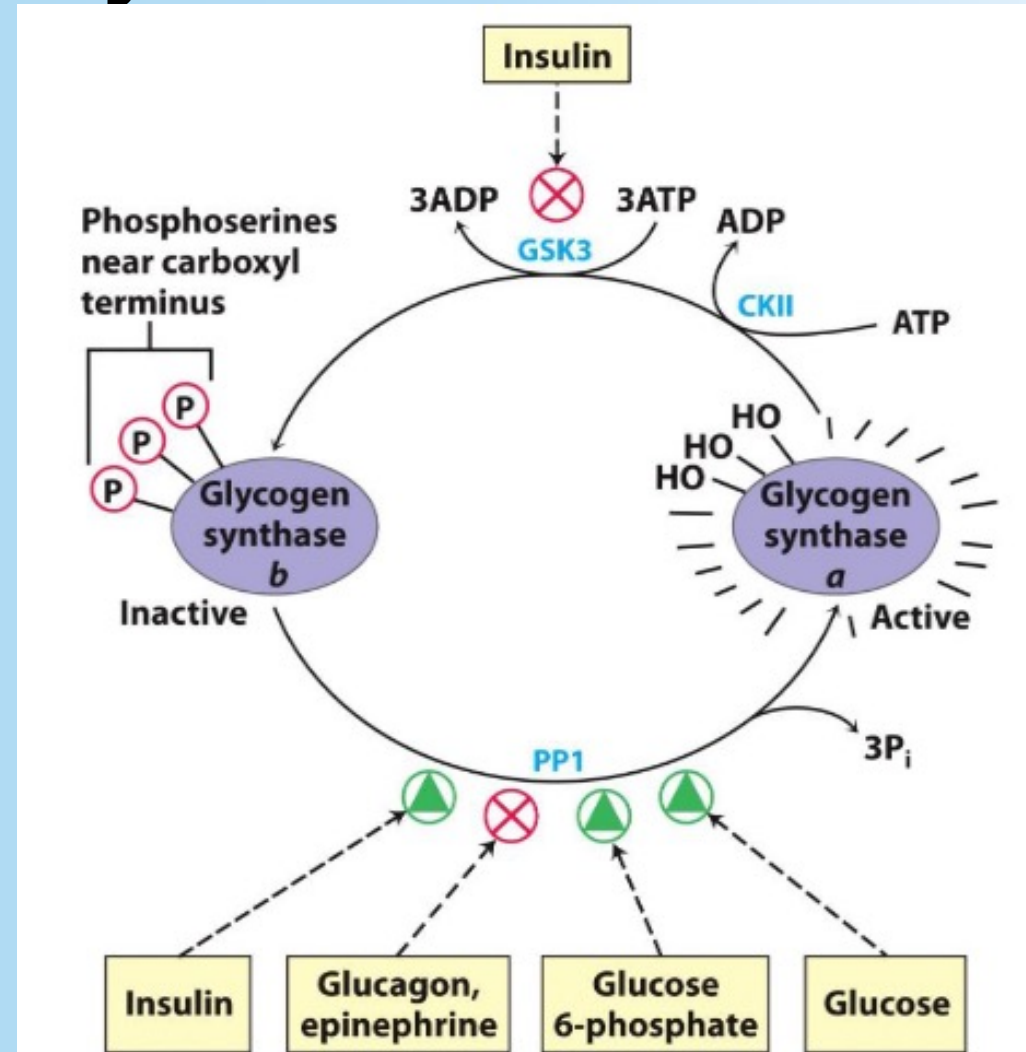 Insulin
3ADP
3ATP
GSK3
ADP
CKII
ATP
Phosphoserines
near carboxyl
terminus
P
P
P
HO
HO
HO
Glycogen
synthase
b
Inactive
Glycogen
synthase
a
Active
PP1
3Pi
Insulin
Glucagon,
epinephrine
Glucose
6-phosphate
Glucose